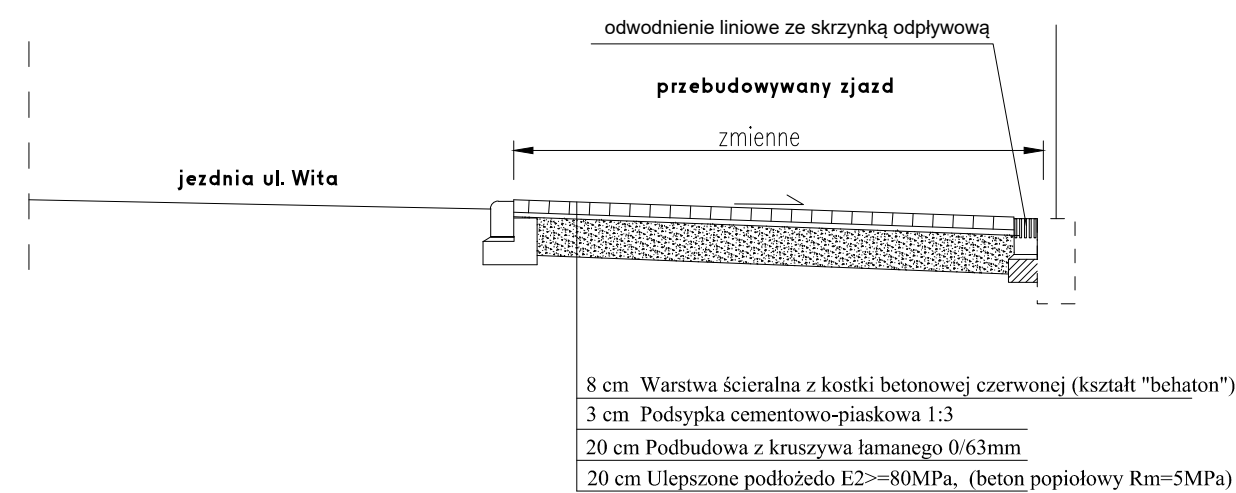 odwodnienie liniowe ze skrzynką odpływową
przebudowywany zjazd
zmienne
jezdnia ul. Wita
8 cm Warstwa ścieralna z kostki betonowej czerwonej (kształt "behaton")
3 cm Podsypka cementowo-piaskowa 1:3
20 cm Podbudowa z kruszywa łamanego 0/63mm
20 cm Ulepszone podłożedo E2>=80MPa, (beton popiołowy Rm=5MPa)